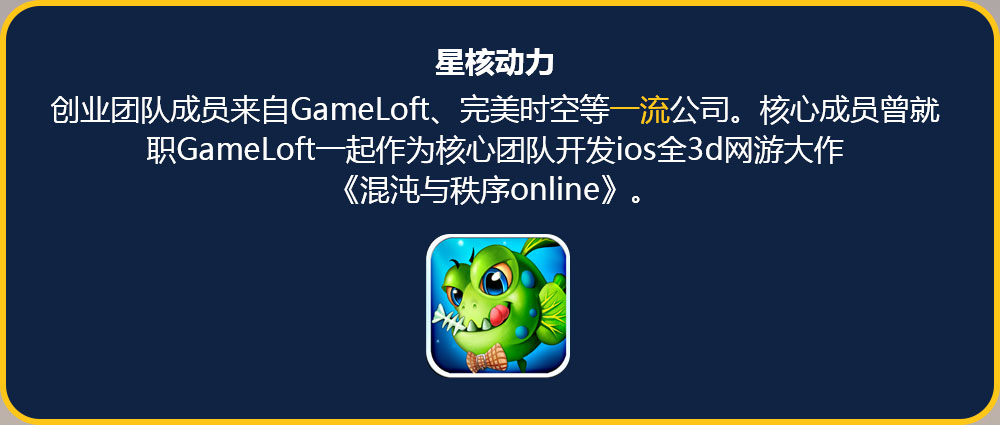 星核动力
创业团队成员来自GameLoft、完美时空等一流公司。核心成员曾就
职GameLoft一起作为核心团队开发ios全3d网游大作
《混沌与秩序online》。